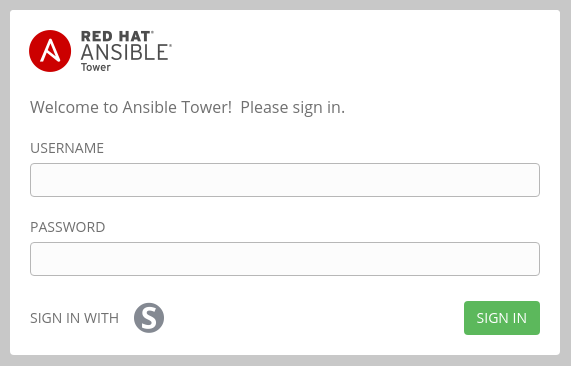 RED HAT®
ANSIBLE®
Tower
Welcome to Ansible Tower!  Please sign in.
USERNAME
PASSWORD
SIGN IN WITH S SIGN IN